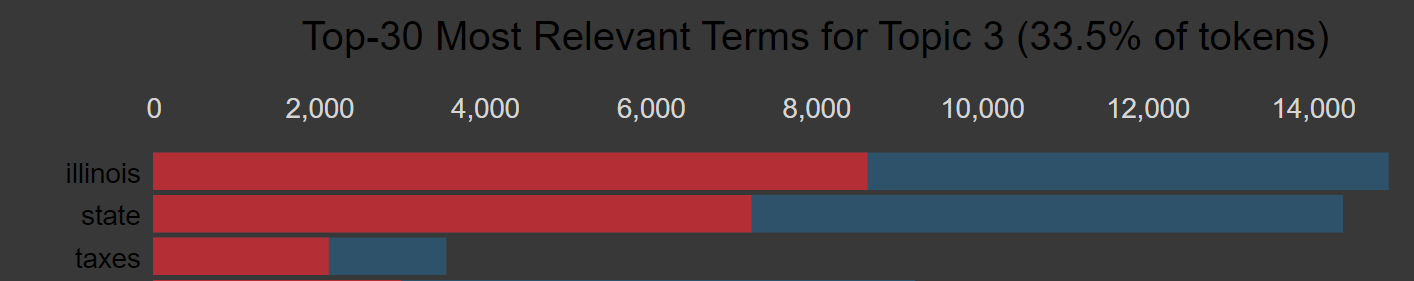 Top-30 Most Relevant Terms for Topic 3 (33.5% of tokens)
0 2,000 4,000 6,000 8,000 10,000 12,000 14,000
illinois
state
taxes